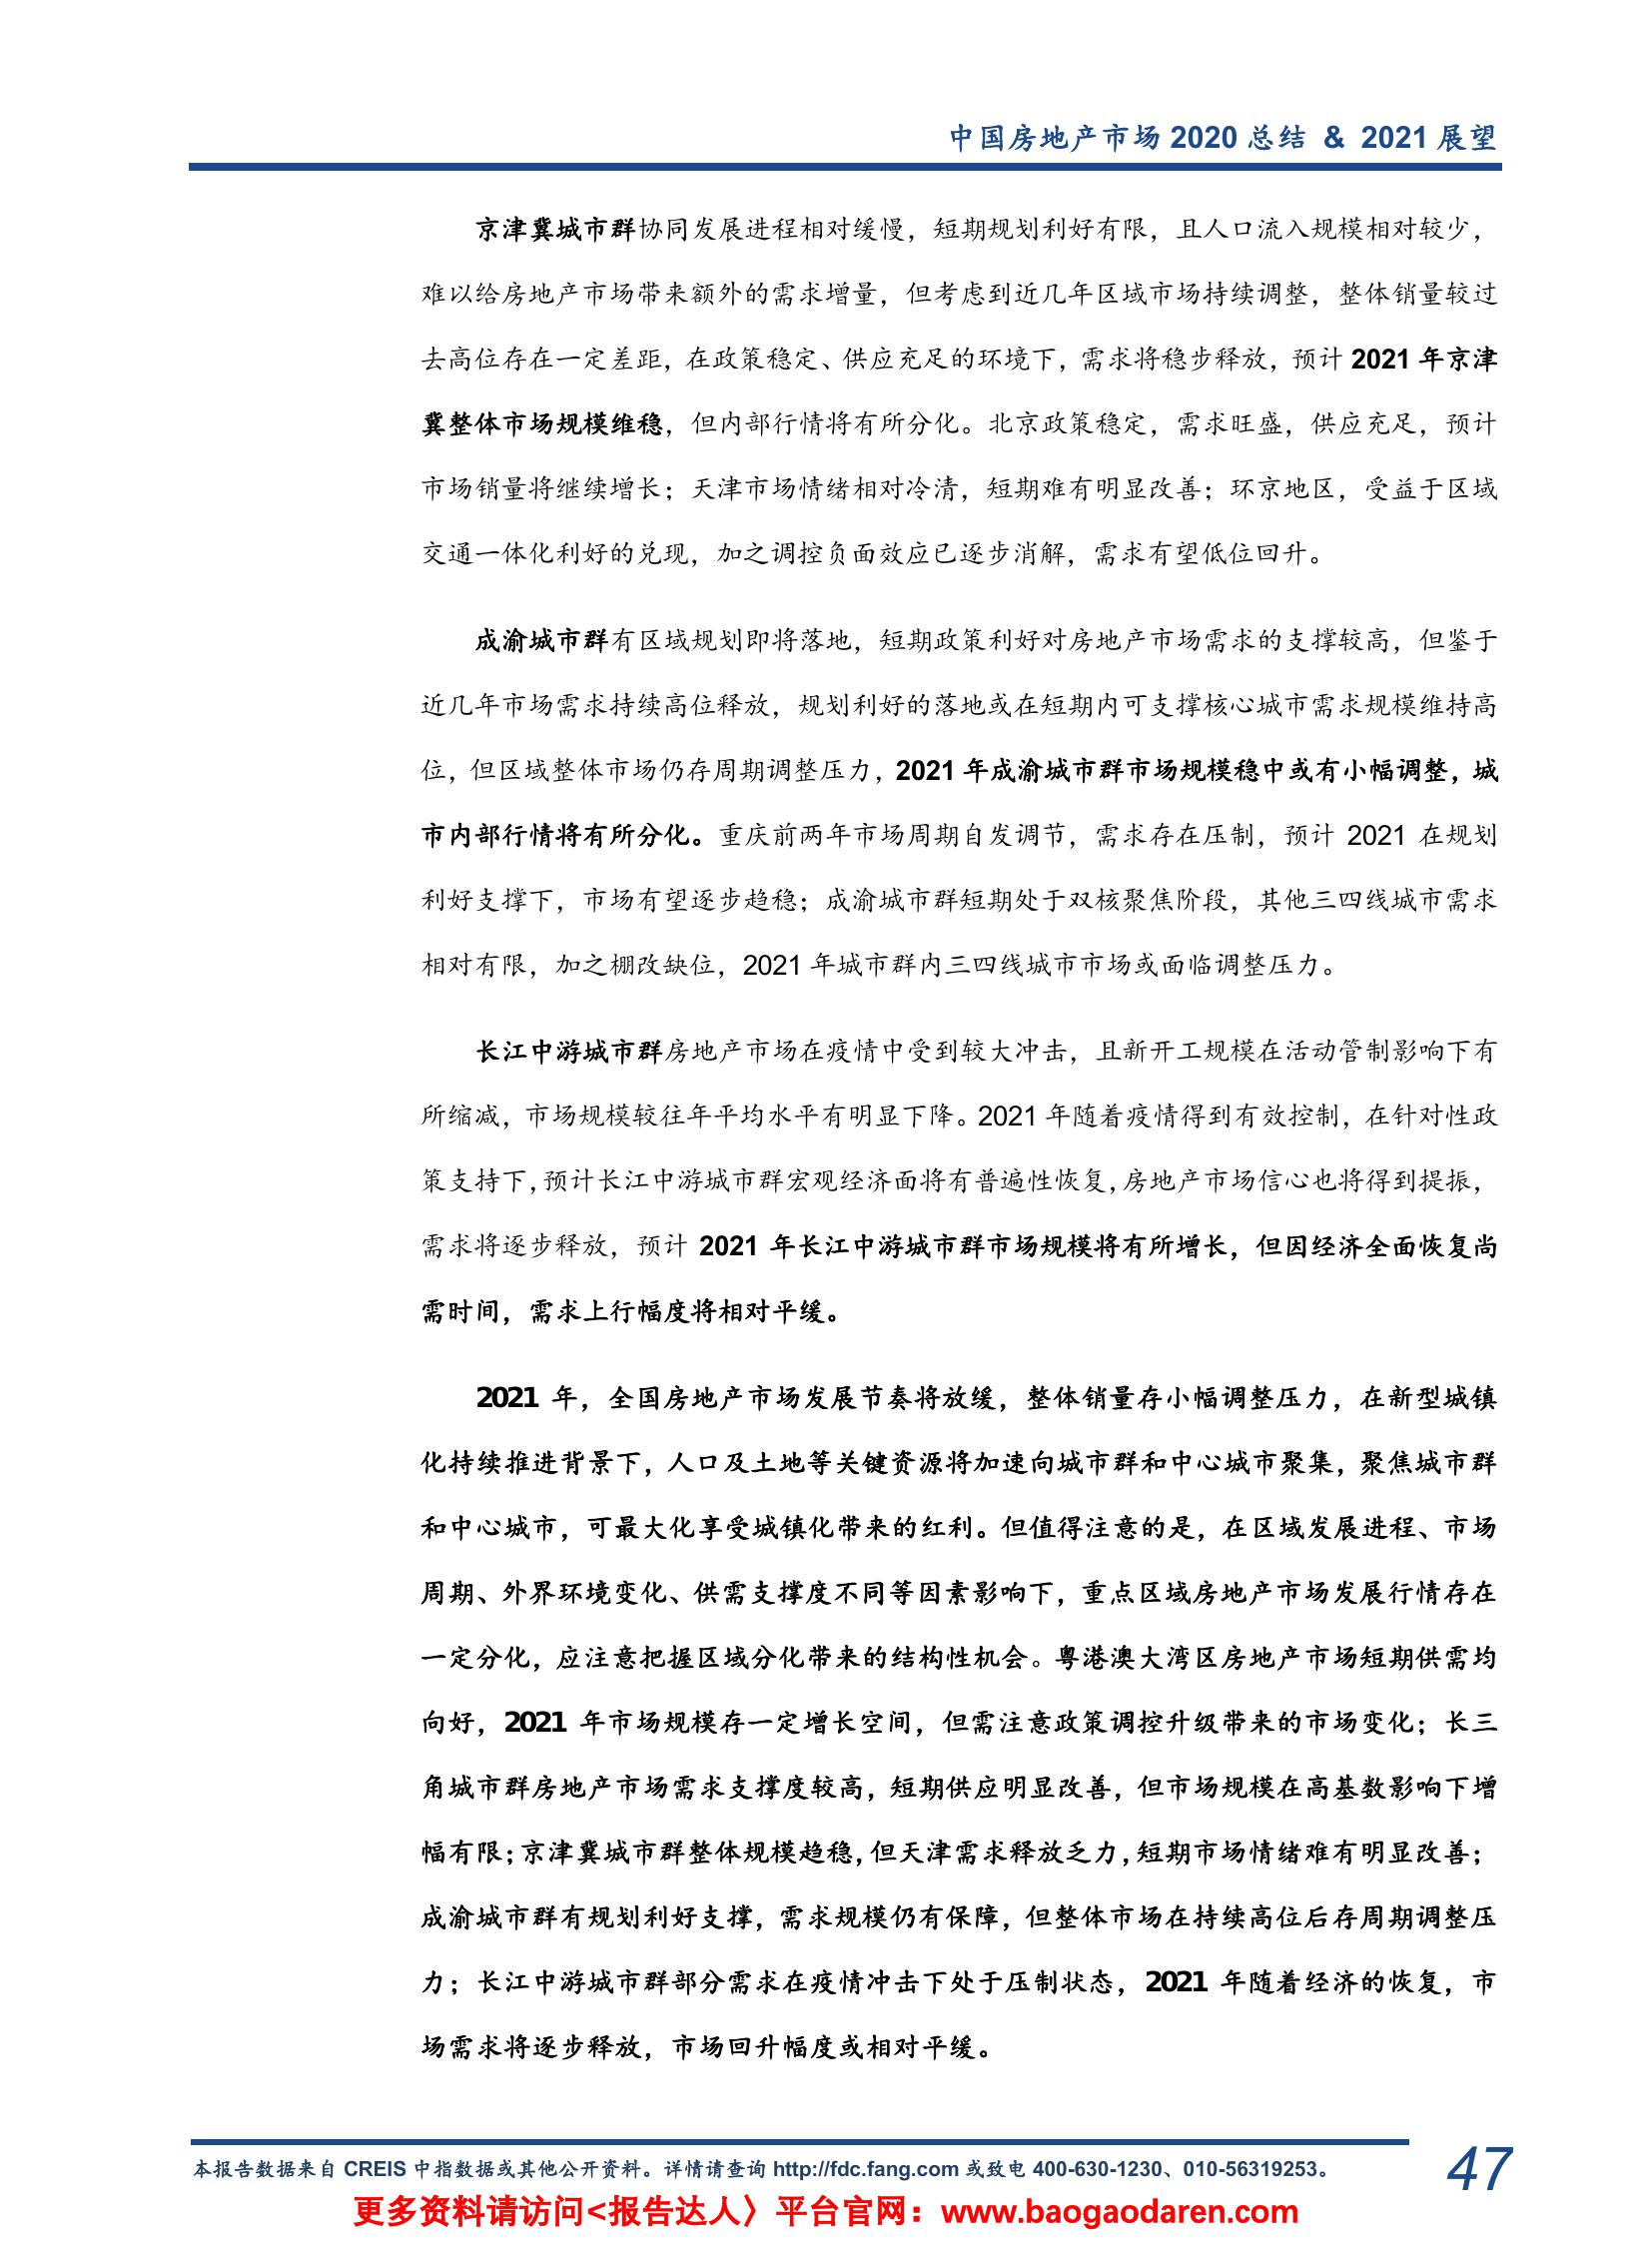 中国房地产市场 2020 总结 & 2021 展望
京津冀城市群协同发展进程相对缓慢，短期规划利好有限，且人口流入规模相对较少，
难以给房地产市场带来额外的需求增量，但考虑到近几年区域市场持续调整，整体销量较过
去高位存在一定差距，在政策稳定、供应充足的环境下，需求将稳步释放，预计 2021 年京津
冀整体市场规模维稳，但内部行情将有所分化。北京政策稳定，需求旺盛，供应充足，预计
市场销量将继续增长；天津市场情绪相对冷清，短期难有明显改善；环京地区，受益于区域
交通一体化利好的兑现，加之调控负面效应已逐步消解，需求有望低位回升。
成渝城市群有区域规划即将落地，短期政策利好对房地产市场需求的支撑较高，但鉴于
近几年市场需求持续高位释放，规划利好的落地或在短期内可支撑核心城市需求规模维持高
位，但区域整体市场仍存周期调整压力，2021 年成渝城市群市场规模稳中或有小幅调整，城
市内部行情将有所分化。重庆前两年市场周期自发调节，需求存在压制，预计 2021 在规划
利好支撑下，市场有望逐步趋稳；成渝城市群短期处于双核聚焦阶段，其他三四线城市需求
相对有限，加之棚改缺位，2021 年城市群内三四线城市市场或面临调整压力。
长江中游城市群房地产市场在疫情中受到较大冲击，且新开工规模在活动管制影响下有
所缩减，市场规模较往年平均水平有明显下降。2021 年随着疫情得到有效控制，在针对性政
策支持下，预计长江中游城市群宏观经济面将有普遍性恢复，房地产市场信心也将得到提振，
需求将逐步释放，预计 2021 年长江中游城市群市场规模将有所增长，但因经济全面恢复尚
需时间，需求上行幅度将相对平缓。
2021 年，全国房地产市场发展节奏将放缓，整体销量存小幅调整压力，在新型城镇
化持续推进背景下，人口及土地等关键资源将加速向城市群和中心城市聚集，聚焦城市群
和中心城市，可最大化享受城镇化带来的红利。但值得注意的是，在区域发展进程、市场
周期、外界环境变化、供需支撑度不同等因素影响下，重点区域房地产市场发展行情存在
一定分化，应注意把握区域分化带来的结构性机会。粤港澳大湾区房地产市场短期供需均
向好，2021 年市场规模存一定增长空间，但需注意政策调控升级带来的市场变化；长三
角城市群房地产市场需求支撑度较高，短期供应明显改善，但市场规模在高基数影响下增
幅有限；京津冀城市群整体规模趋稳，但天津需求释放乏力，短期市场情绪难有明显改善；
成渝城市群有规划利好支撑，需求规模仍有保障，但整体市场在持续高位后存周期调整压
力；长江中游城市群部分需求在疫情冲击下处于压制状态，2021 年随着经济的恢复，市
场需求将逐步释放，市场回升幅度或相对平缓。
本报告数据来自 CREIS 中指数据或其他公开资料。详情请查询 http://fdc.fang.com 或致电 400-630-1230、010-56319253。
47
更多资料请访问<报告达人〉平台官网：www.baogaodaren.com